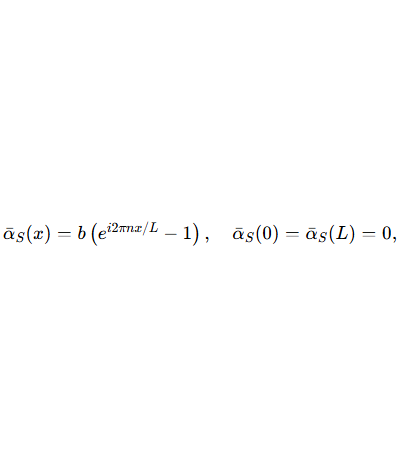 ᾱ_S(x) = b (e^{i2πnx/L} − 1), ᾱ_S(0) = ᾱ_S(L) = 0,